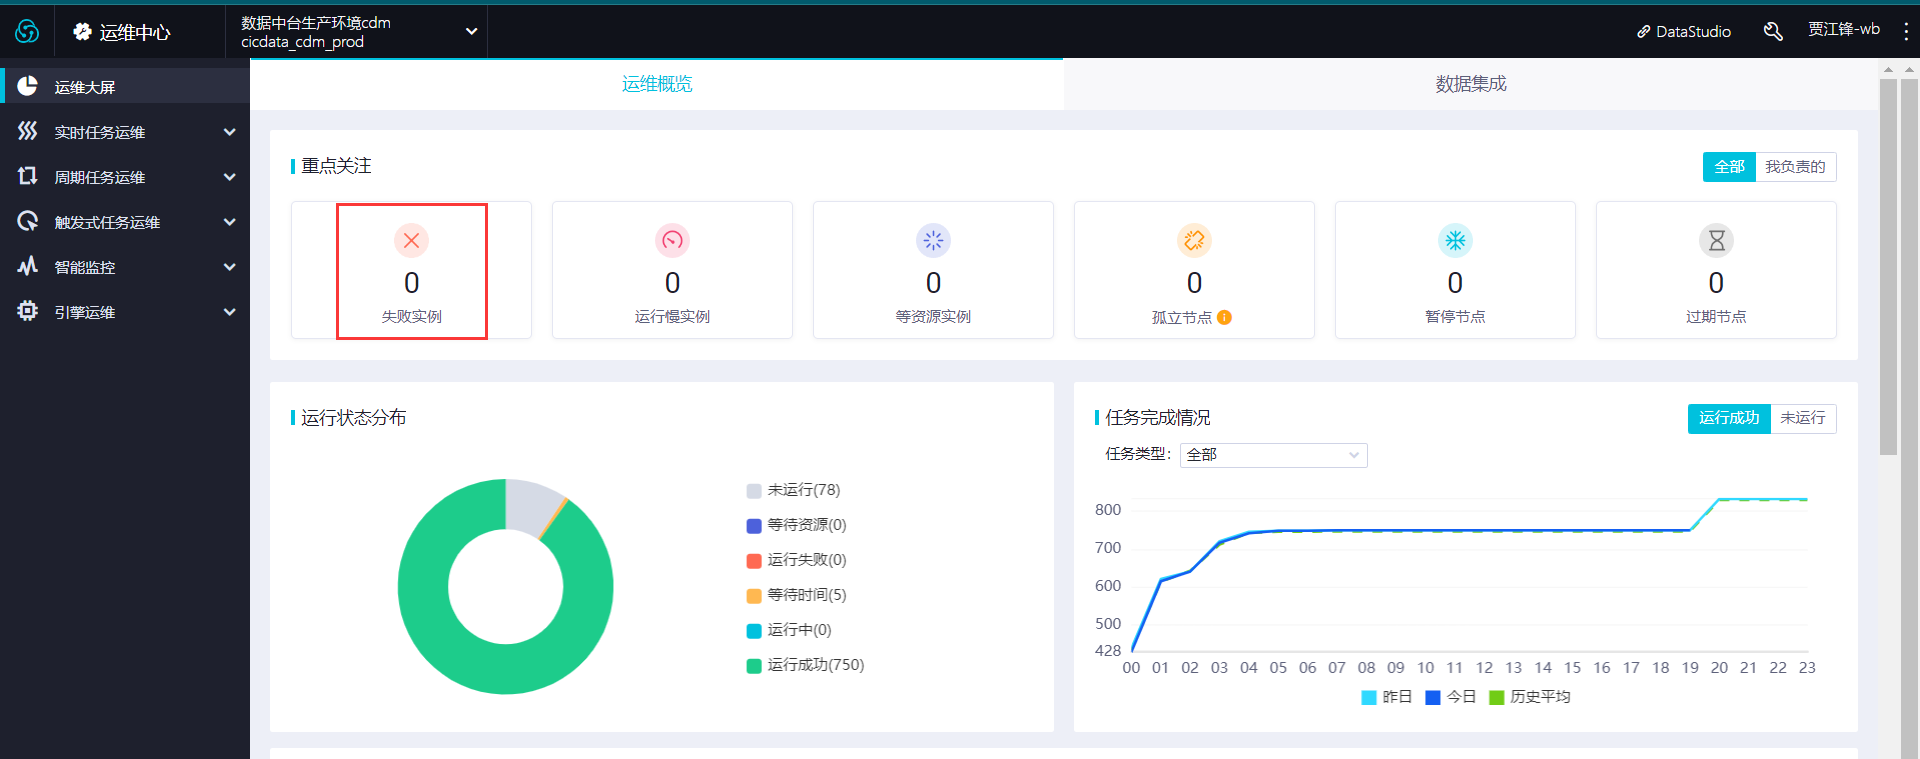 运维中心
数据中台生产环境cdm
cicdata_cdm_prod
DataStudio
贾江锋-wb
运维大屏
实时任务运维
周期任务运维
触发式任务运维
智能监控
引擎运维
运维概览
数据集成
重点关注
全部
我负责的
0
失败实例
0
运行慢实例
0
等资源实例
0
孤立节点
0
暂停节点
0
过期节点
运行状态分布
未运行(78)
等待资源(0)
运行失败(0)
等待时间(5)
运行中(0)
运行成功(750)
任务完成情况
运行成功
未运行
任务类型：
全部
800
700
600
500
428
00 01 02 03 04 05 06 07 08 09 10 11 12 13 14 15 16 17 18 19 20 21 22 23
昨日 今日 历史平均